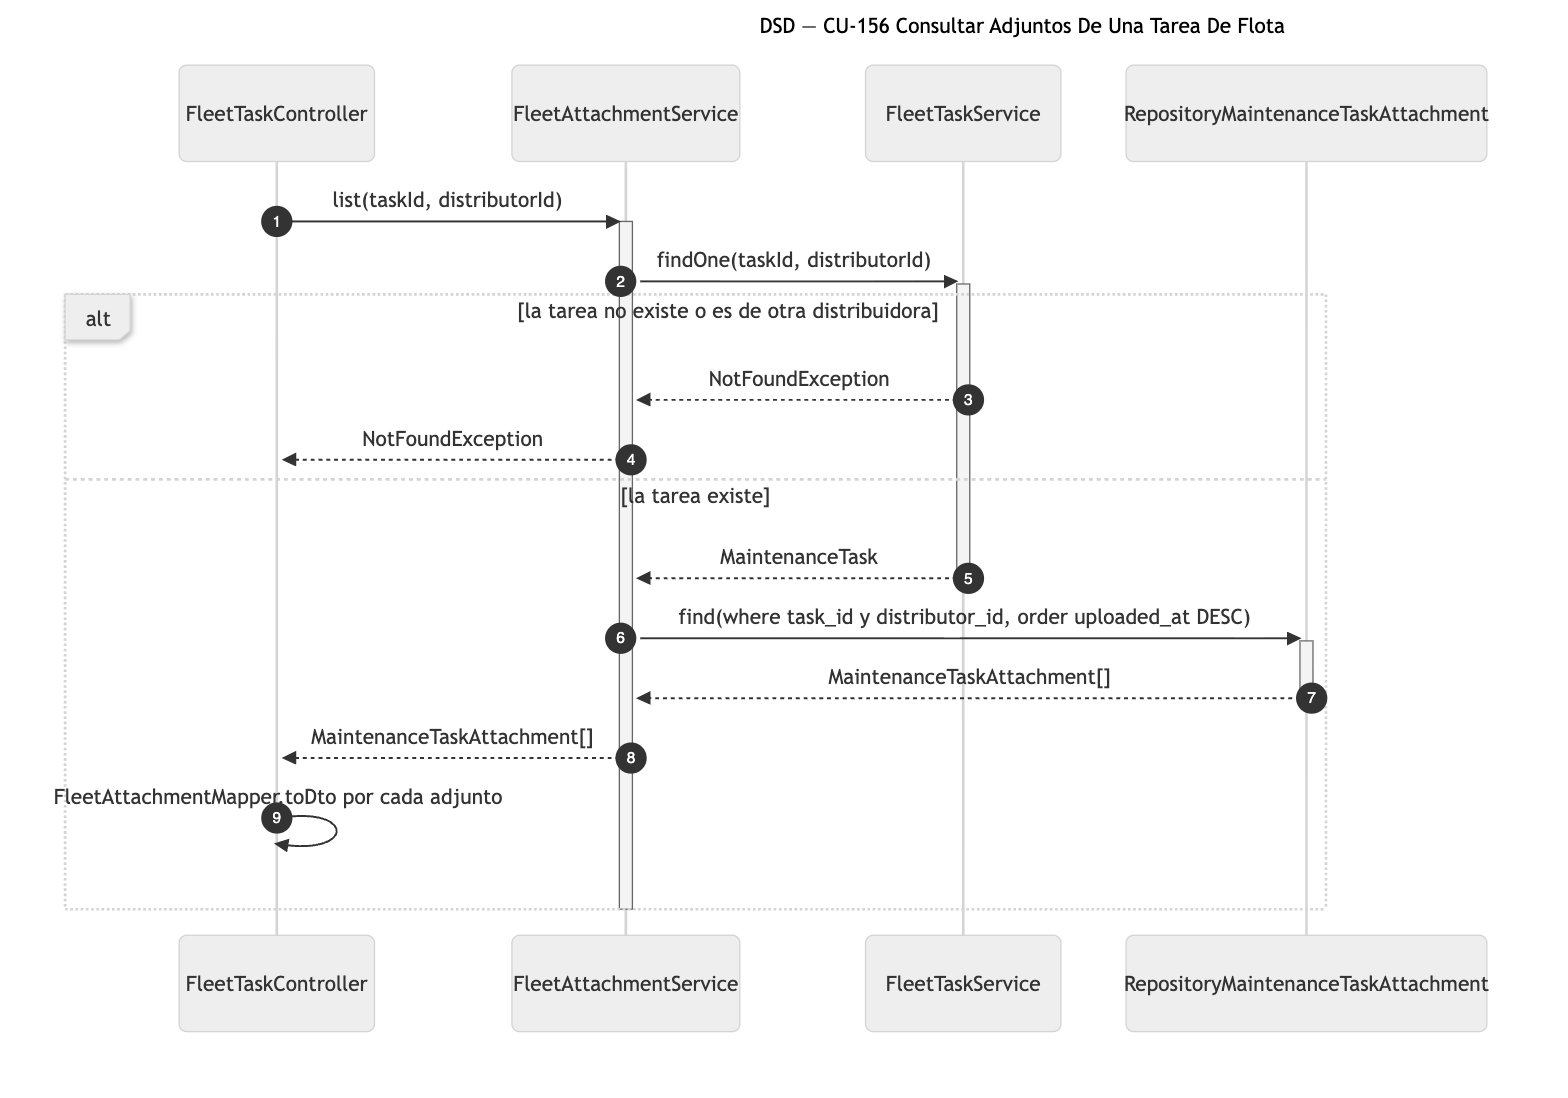 DSD — CU-156 Consultar Adjuntos De Una Tarea De Flota
FleetTaskController
FleetAttachmentService
FleetTaskService
RepositoryMaintenanceTaskAttachment
list(taskId, distributorId)
1
findOne(taskId, distributorId)
2
alt
[la tarea no existe o es de otra distribuidora]
NotFoundException
3
NotFoundException
4
[la tarea existe]
MaintenanceTask
5
find(where task_id y distributor_id, order uploaded_at DESC)
6
MaintenanceTaskAttachment[]
7
MaintenanceTaskAttachment[]
8
FleetAttachmentMapper.toDto por cada adjunto
9
FleetTaskController
FleetAttachmentService
FleetTaskService
RepositoryMaintenanceTaskAttachment